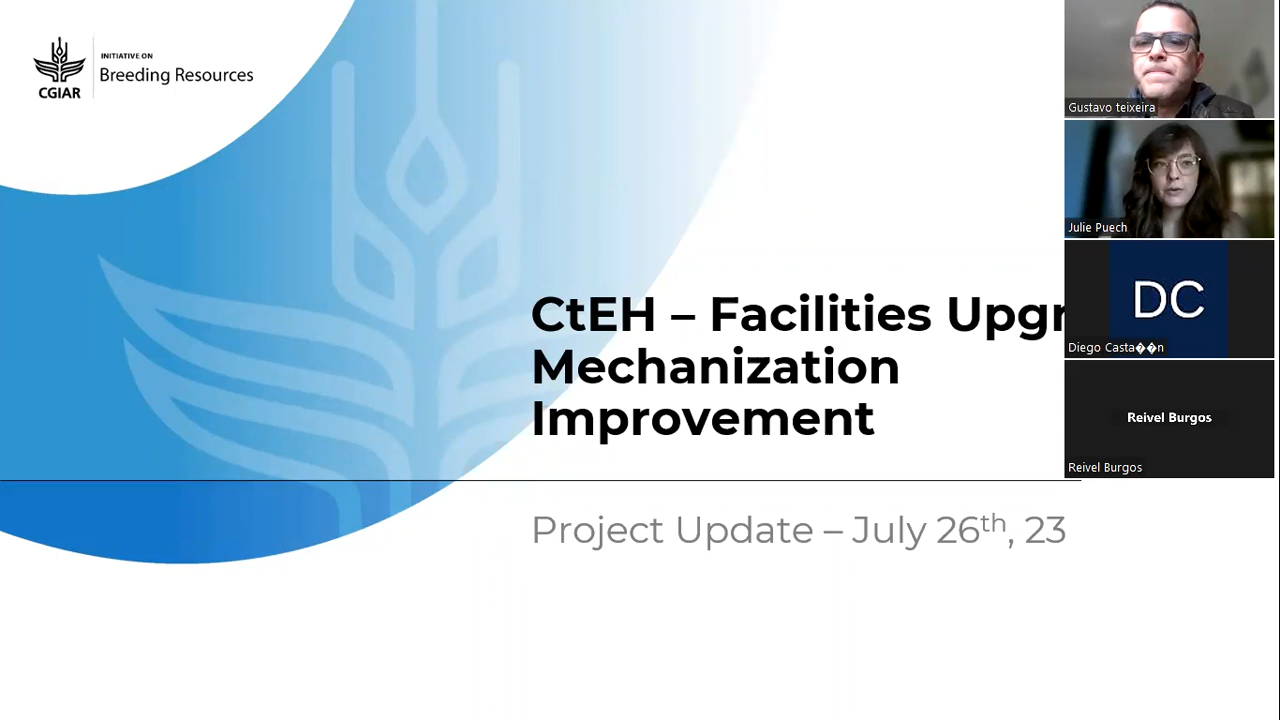 INITIATIVE ON
Breeding Resources
CGIAR
CtEH – Facilities Upgr
Mechanization
Improvement
Project Update – July 26th, 23
Gustavo teixeira
Julie Puech
DC
Diego Casta��n
Reivel Burgos
Reivel Burgos